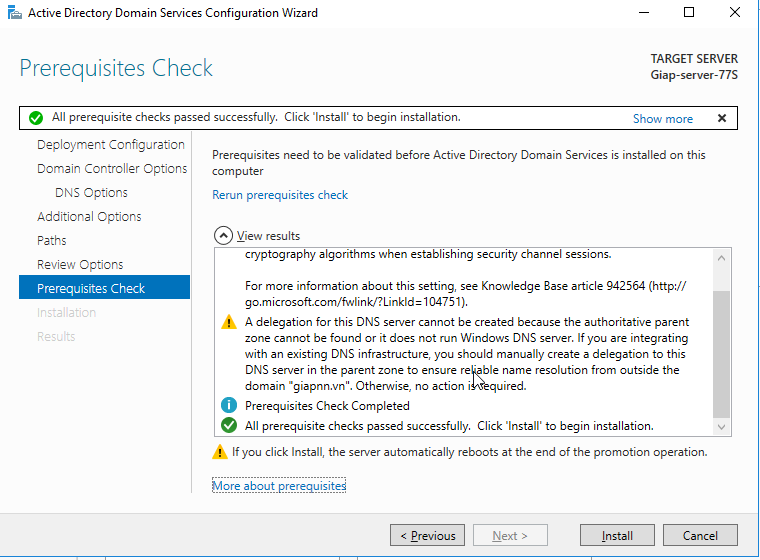 Active Directory Domain Services Configuration Wizard
Prerequisites Check
TARGET SERVER
Giap-server-77S
All prerequisite checks passed successfully. Click 'Install' to begin installation.
Show more
Deployment Configuration
Domain Controller Options
DNS Options
Additional Options
Paths
Review Options
Prerequisites Check
Installation
Results
Prerequisites need to be validated before Active Directory Domain Services is installed on this
computer
Rerun prerequisites check
View results
cryptography algorithms when establishing security channel sessions.
For more information about this setting, see Knowledge Base article 942564 (http://
go.microsoft.com/fwlink/?LinkId=104751).
A delegation for this DNS server cannot be created because the authoritative parent
zone cannot be found or it does not run Windows DNS server. If you are integrating
with an existing DNS infrastructure, you should manually create a delegation to this
DNS server in the parent zone to ensure reliable name resolution from outside the
domain "giapnn.vn". Otherwise, no action is required.
Prerequisites Check Completed
All prerequisite checks passed successfully. Click 'Install' to begin installation.
If you click Install, the server automatically reboots at the end of the promotion operation.
More about prerequisites
< Previous
Next >
Install
Cancel